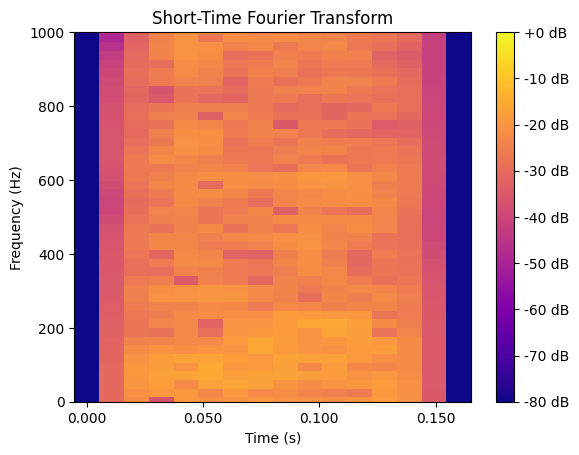 Short-Time Fourier Transform
1000
800
600
400
200
0
Frequency (Hz)
0.000
0.050
0.100
0.150
Time (s)
+0 dB
-10 dB
-20 dB
-30 dB
-40 dB
-50 dB
-60 dB
-70 dB
-80 dB